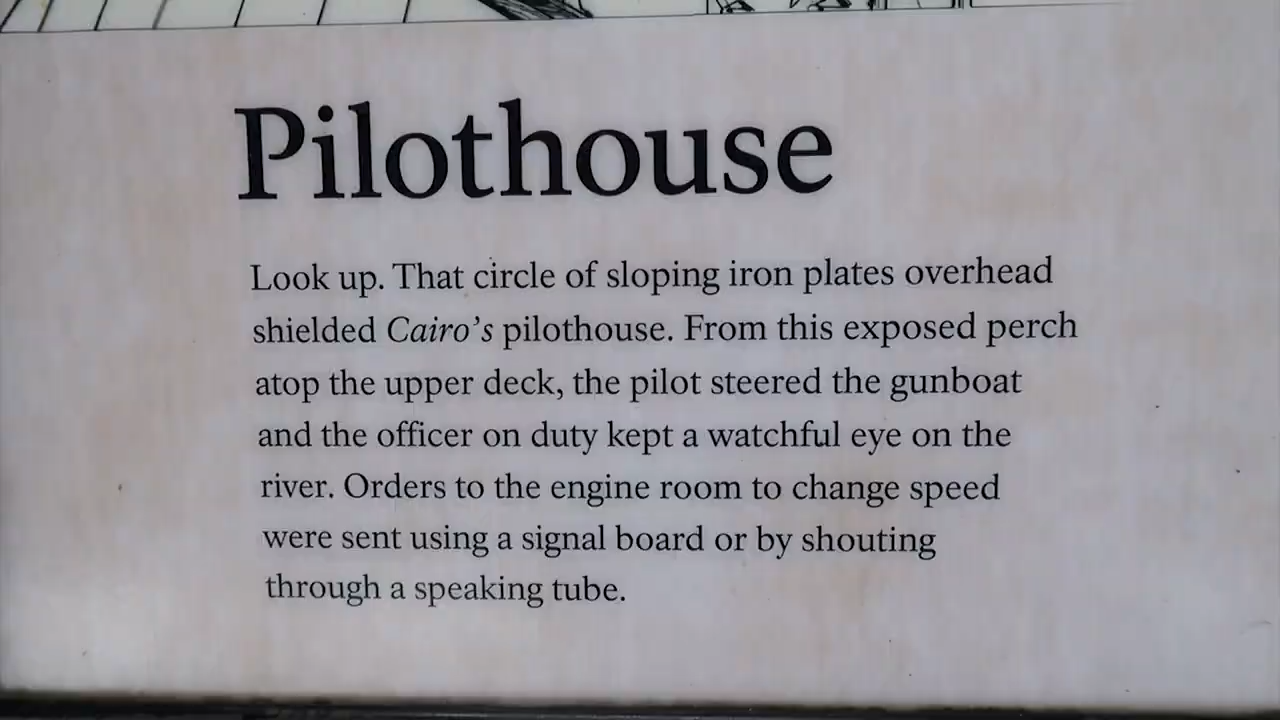 Pilothouse
Look up. That circle of sloping iron plates overhead
shielded Cairo's pilothouse. From this exposed perch
atop the upper deck, the pilot steered the gunboat
and the officer on duty kept a watchful eye on the
river. Orders to the engine room to change speed
were sent using a signal board or by shouting
through a speaking tube.